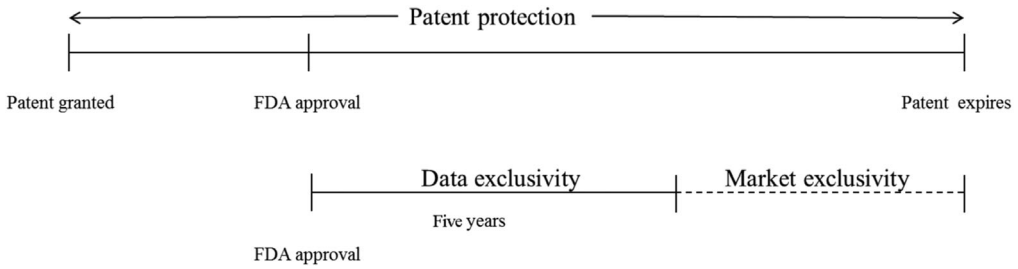 Patent protection
Patent granted
FDA approval
Patent expires
Data exclusivity
Market exclusivity
Five years
FDA approval